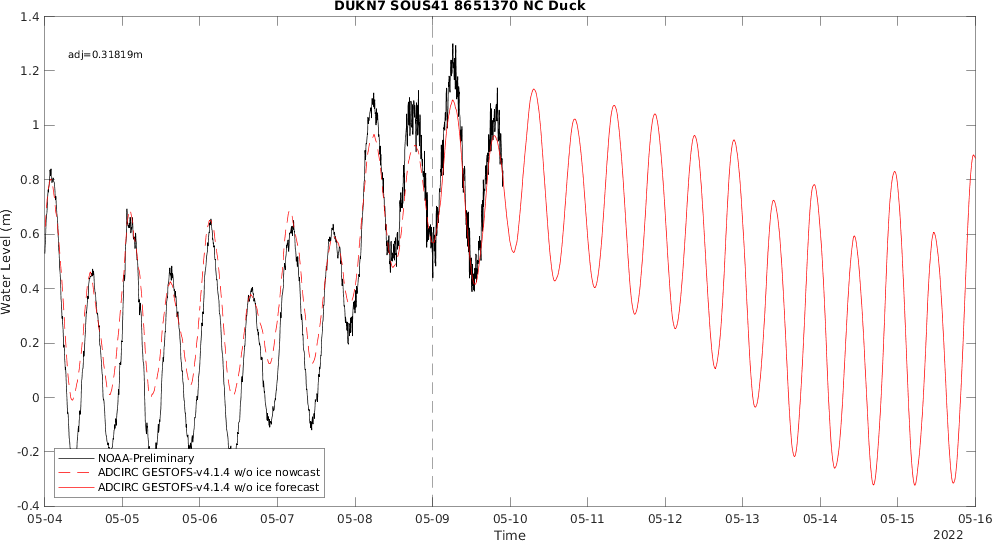 DUKN7 SOUS41 8651370 NC Duck
adj=0.31819m
Water Level (m)
1.4
1.2
1
0.8
0.6
0.4
0.2
0
-0.2
-0.4
NOAA-Preliminary
ADCIRC GESTOFS-v4.1.4 w/o ice nowcast
ADCIRC GESTOFS-v4.1.4 w/o ice forecast
05-04 05-05 05-06 05-07 05-08 05-09 05-10 05-11 05-12 05-13 05-14 05-15 05-16
Time
2022